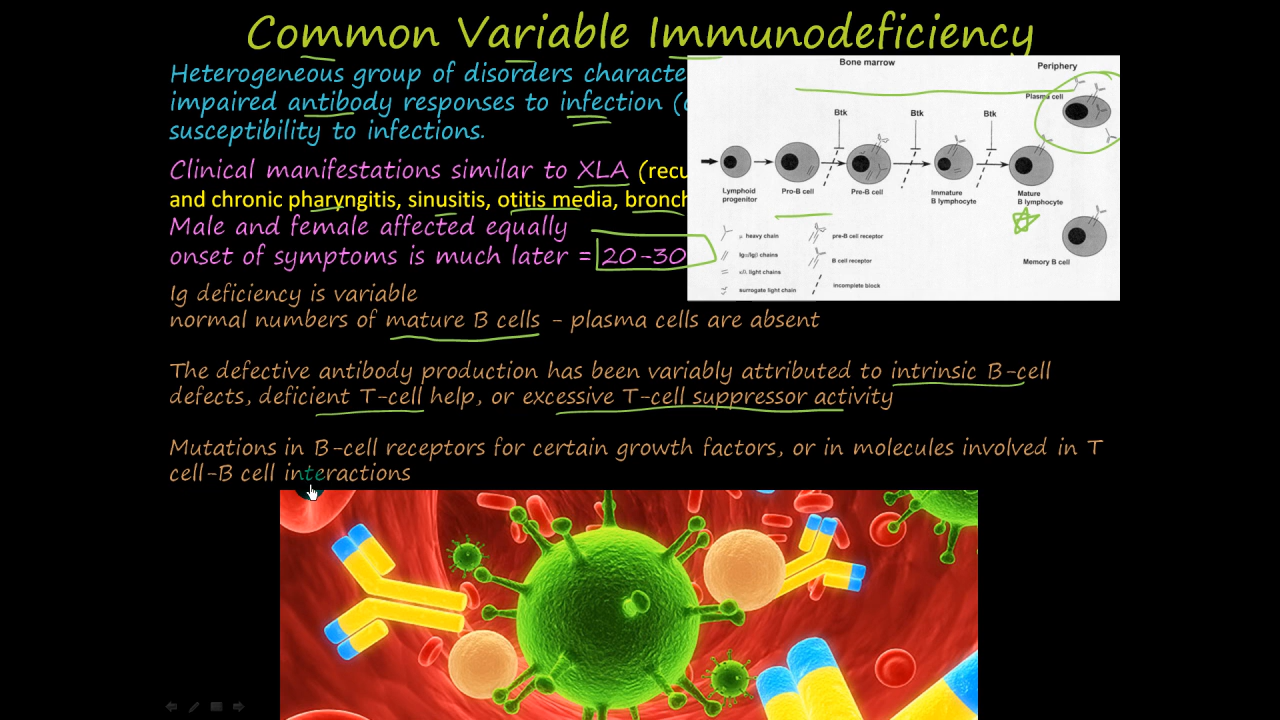 Common Variable Immunodeficiency
Heterogeneous group of disorders characte
impaired antibody responses to infection (
susceptibility to infections.
Clinical manifestations similar to XLA (recu
and chronic pharyngitis, sinusitis, otitis media, bronch
Male and female affected equally
onset of symptoms is much later = 20-30
Bone marrow
Periphery
Plasma cell
Btk
Btk
Btk
Lymphoid
progenitor
Pro-B cell
Pre-B cell
Immature
B lymphocyte
Mature
B lymphocyte
Memory B cell
μ heavy chain
pre-B cell receptor
Igα/Igβ chains
B cell receptor
κ/λ light chains
surrogate light chain
incomplete block
Ig deficiency is variable
normal numbers of mature B cells - plasma cells are absent
The defective antibody production has been variably attributed to intrinsic B-cell
defects, deficient T-cell help, or excessive T-cell suppressor activity
Mutations in B-cell receptors for certain growth factors, or in molecules involved in T
cell-B cell interactions